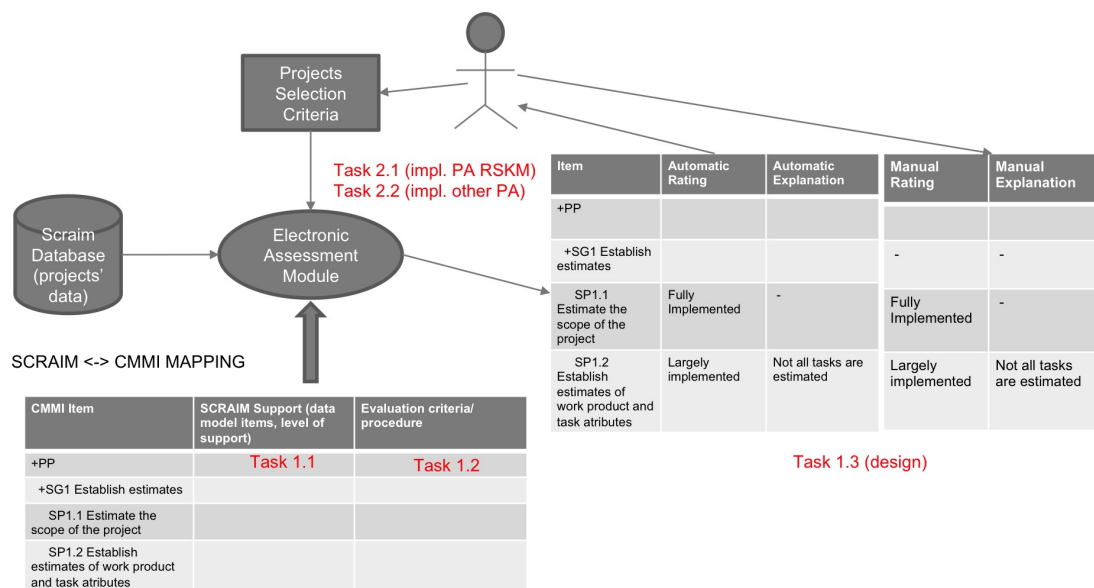 Projects
Selection
Criteria
Task 2.1 (impl. PA RSKM)
Task 2.2 (impl. other PA)
Scraim
Database
(projects'
data)
Electronic
Assessment
Module
Item
Automatic
Rating
Automatic
Explanation
Manual
Rating
Manual
Explanation
+PP
+SG1 Establish
estimates
-
-
SP1.1
Estimate the
scope of the
project
Fully
Implemented
-
Fully
Implemented
-
SP1.2
Establish
estimates of
work product and
task atributes
Largely
implemented
Not all tasks are
estimated
Largely
implemented
Not all tasks
are estimated
Task 1.3 (design)
SCRAIM <-> CMMI MAPPING
CMMI Item
SCRAIM Support (data
model items, level of
support)
Evaluation criteria/
procedure
+PP
Task 1.1
Task 1.2
+SG1 Establish estimates
SP1.1 Estimate the
scope of the project
SP1.2 Establish
estimates of work product
and task atributes